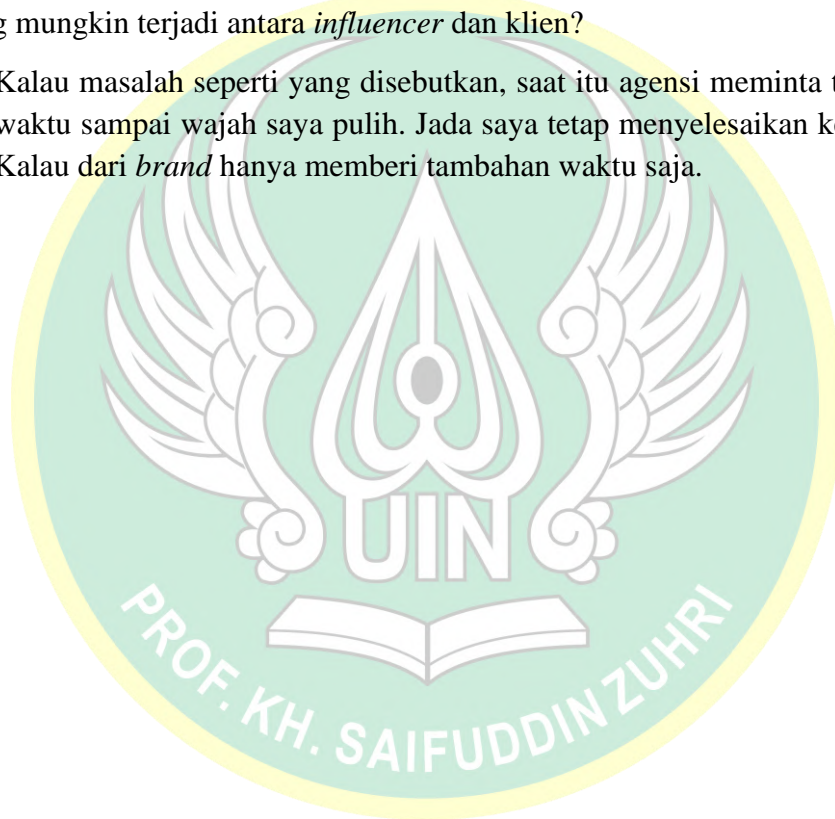 g mungkin terjadi antara influencer dan klien?
Kalau masalah seperti yang disebutkan, saat itu agensi meminta t
waktu sampai wajah saya pulih. Jada saya tetap menyelesaikan k
Kalau dari brand hanya memberi tambahan waktu saja.
UIN
PROF. KH. SAIFUDDIN ZUHRI